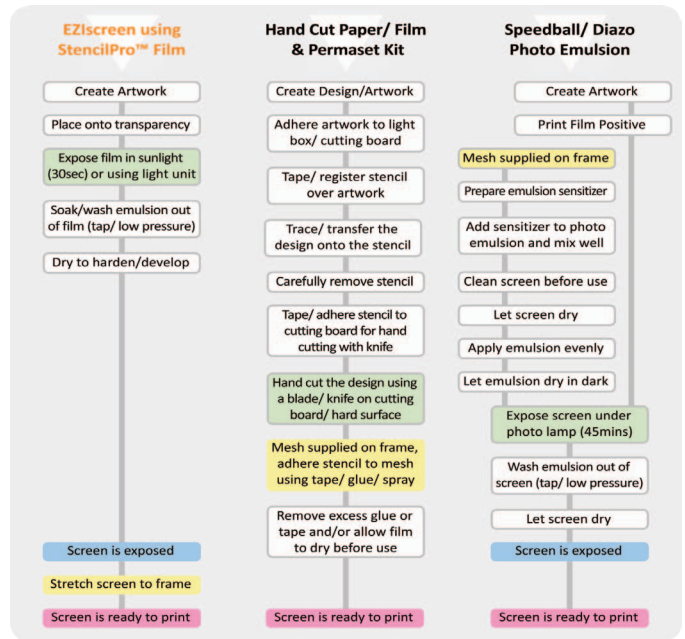 EZIscreen using
StencilPro™ Film
Create Artwork
Place onto transparency
Expose film in sunlight
(30sec) or using light unit
Soak/wash emulsion out
of film (tap/ low pressure)
Dry to harden/develop
Screen is exposed
Stretch screen to frame
Screen is ready to print
Hand Cut Paper/ Film
& Permaset Kit
Create Design/Artwork
Adhere artwork to light
box/ cutting board
Tape/ register stencil
over artwork
Trace/ transfer the
design onto the stencil
Carefully remove stencil
Tape/ adhere stencil to
cutting board for hand
cutting with knife
Hand cut the design using
a blade/ knife on cutting
board/ hard surface
Mesh supplied on frame,
adhere stencil to mesh
using tape/ glue/ spray
Remove excess glue or
tape and/or allow film
to dry before use
Screen is ready to print
Speedball/ Diazo
Photo Emulsion
Create Artwork
Print Film Positive
Mesh supplied on frame
Prepare emulsion sensitizer
Add sensitizer to photo
emulsion and mix well
Clean screen before use
Let screen dry
Apply emulsion evenly
Let emulsion dry in dark
Expose screen under
photo lamp (45mins)
Wash emulsion out of
screen (tap/ low pressure)
Let screen dry
Screen is exposed
Screen is ready to print